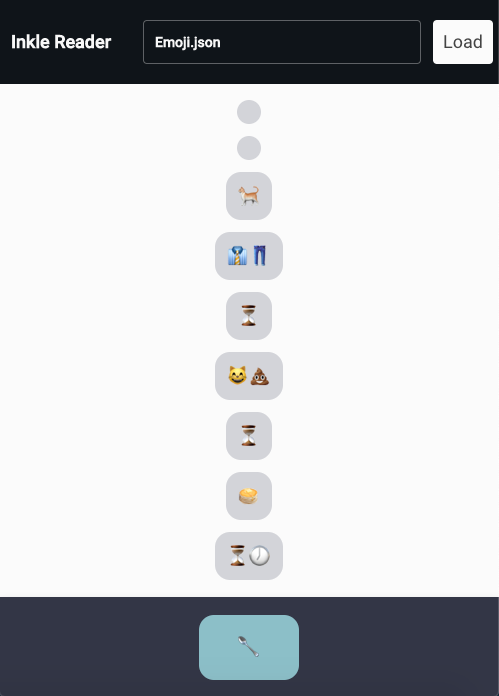 Inkle Reader
Emoji.json
Load
🐈
👔👖
⏳
😺💩
⏳
🥞
⏳🕖
🥄